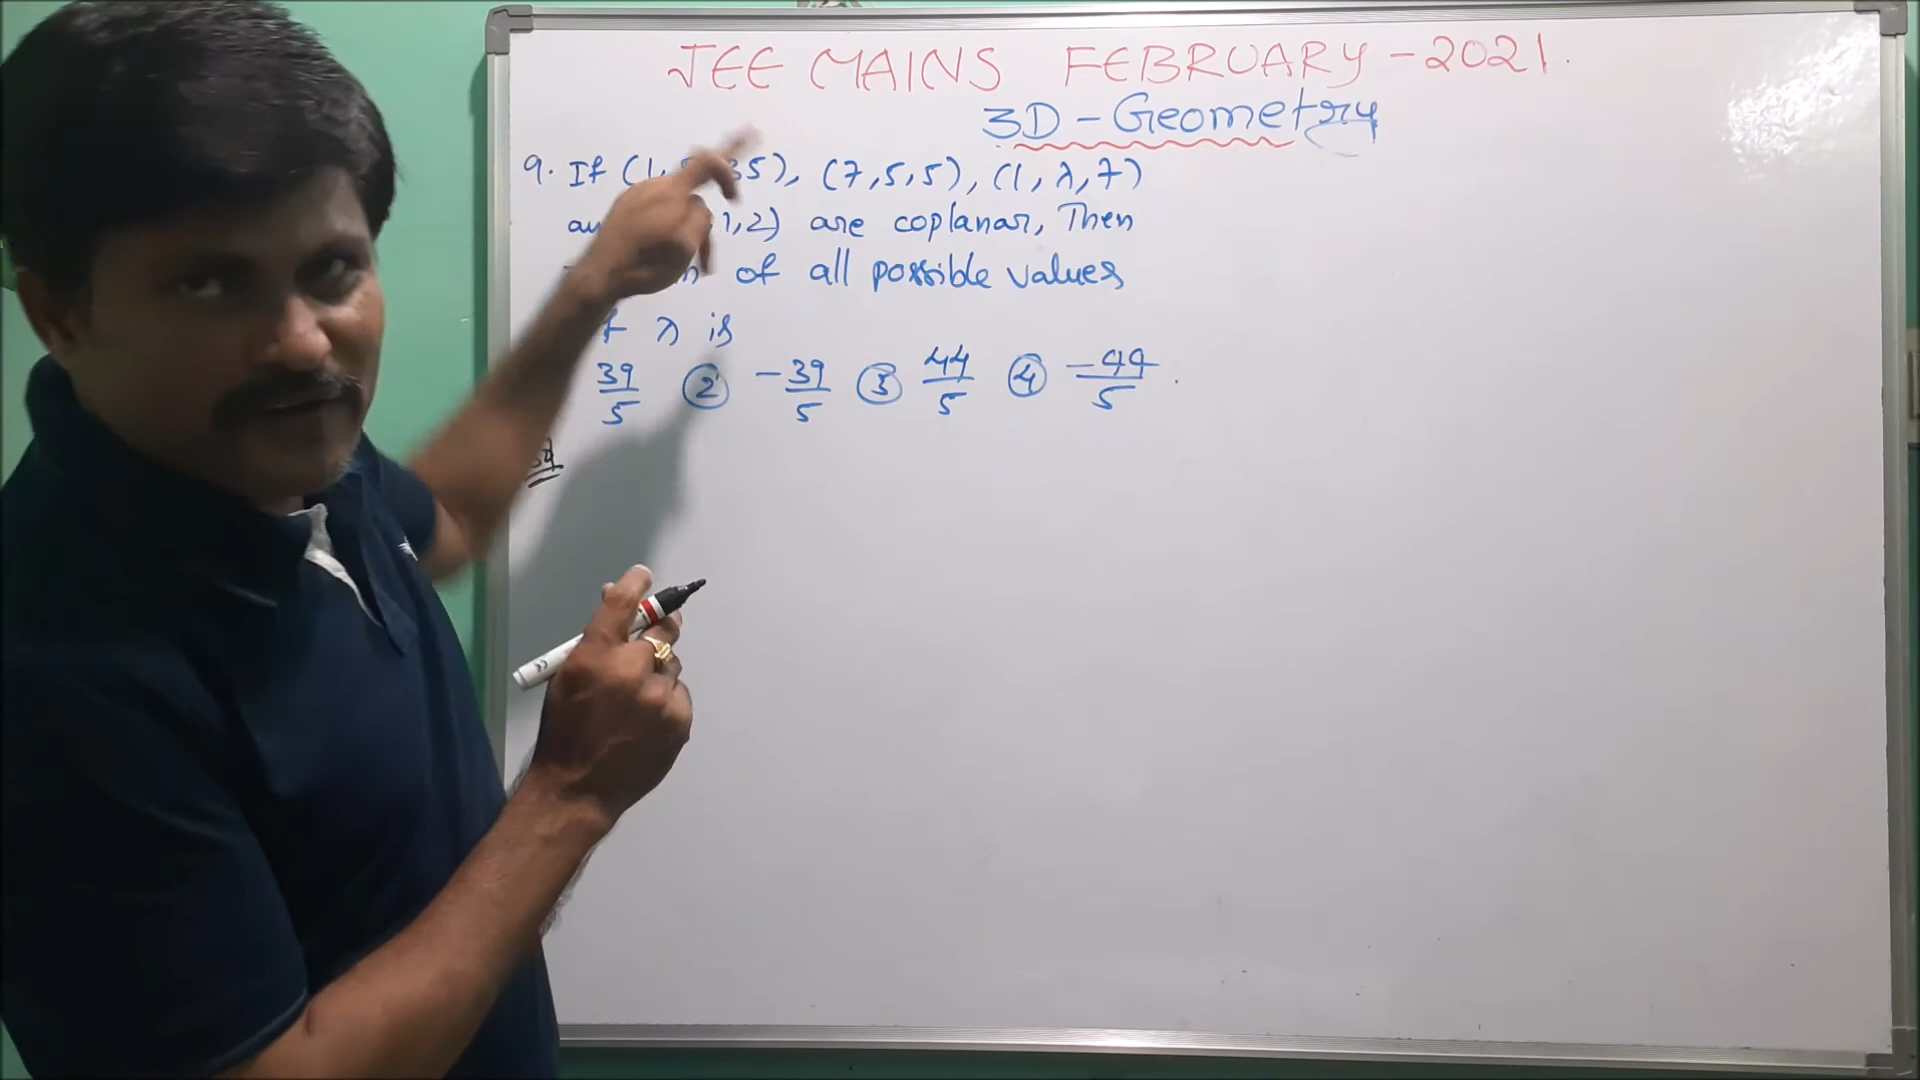 JEE MAINS FEBRUARY - 2021.
3D - Geometry
9. If (1, 35), (7,5,5), (1, λ, 7)
1,2) are coplanar, Then
of all possible values
λ is
39/5 ② -39/5 ③ 44/5 ④ -44/5 .